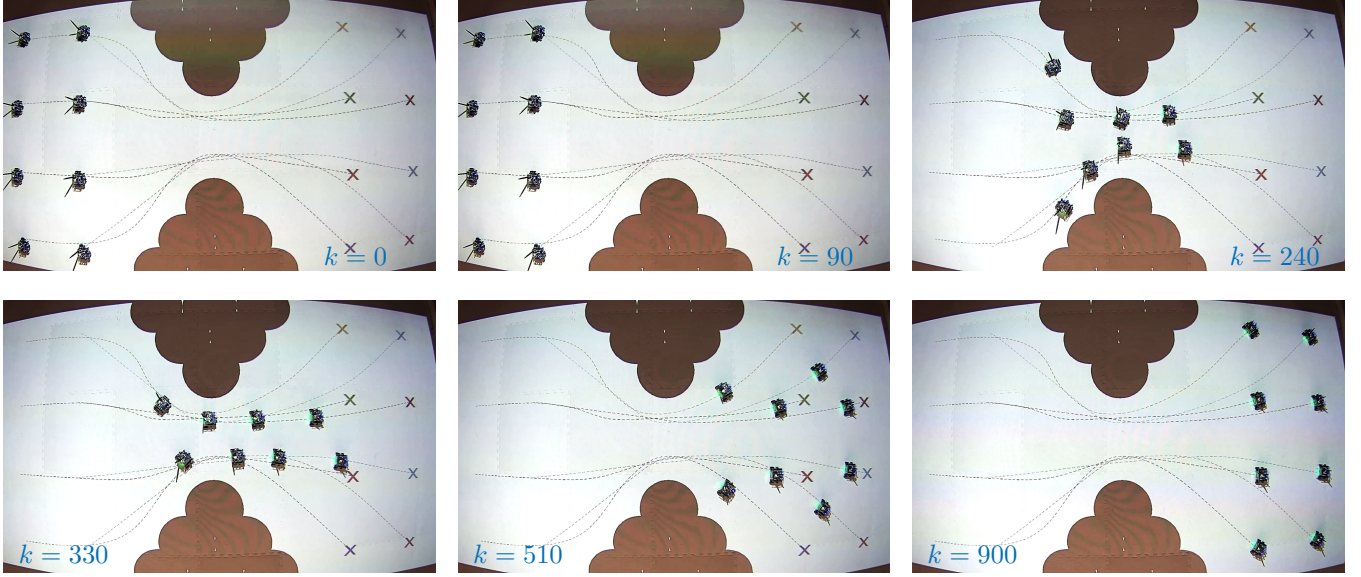 k = 0
k = 90
k = 240
k = 330
k = 510
k = 900